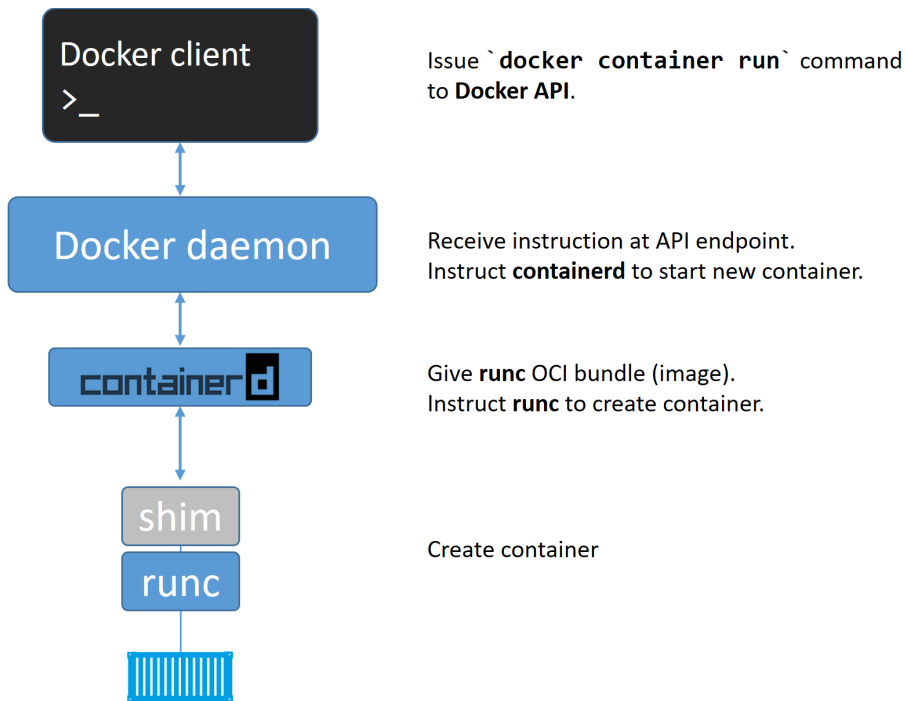 Docker client
>_
Issue `docker container run` command
to Docker API.
Docker daemon
Receive instruction at API endpoint.
Instruct containerd to start new container.
containerd
Give runc OCI bundle (image).
Instruct runc to create container.
shim
runc
Create container